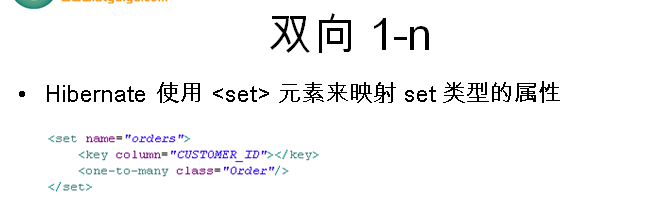 双向 1-n
• Hibernate 使用 <set> 元素来映射 set 类型的属性
<set name="orders">
<key column="CUSTOMER_ID"></key>
<one-to-many class="Order"/>
</set>